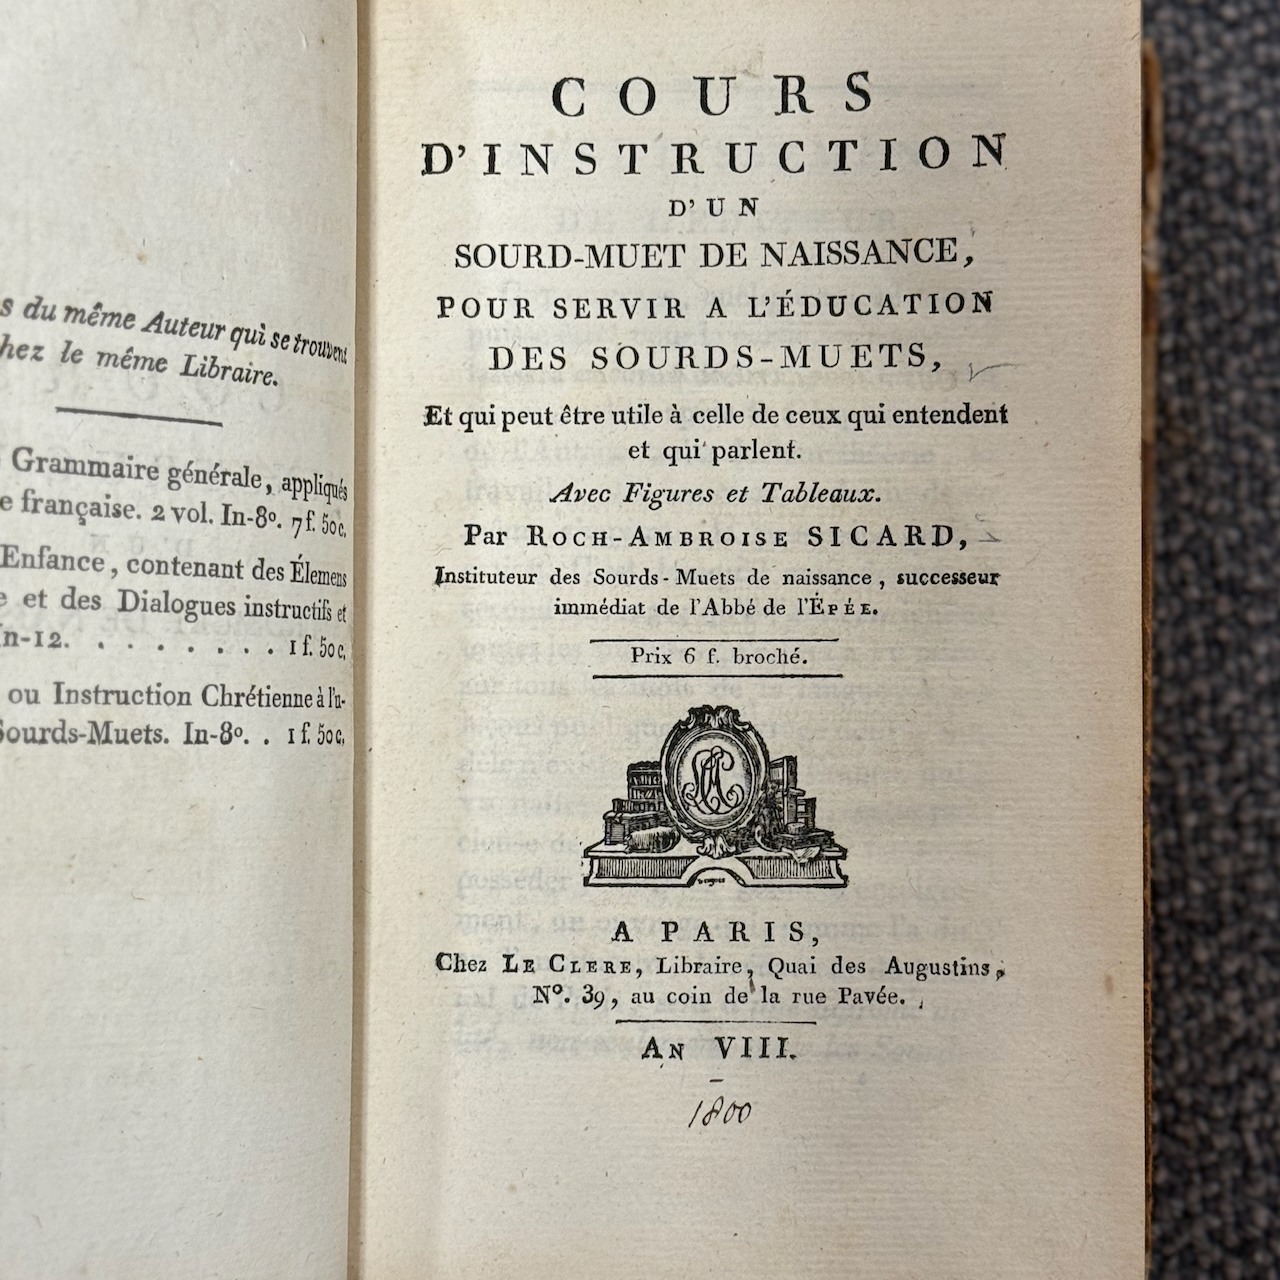 s du même Auteur qui se trouvent
hez le même Libraire.
Grammaire générale, appliqués
e française. 2 vol. In-8º. 7 f. 50 c.
Enfance, contenant des Élemens
e et des Dialogues instructifs et
In-12. . . . . . . . . 1 f. 50 c.
ou Instruction Chrétienne à l'u-
Sourds-Muets. In-8º. . 1 f. 50 c.
COURS
D'INSTRUCTION
D'UN
SOURD-MUET DE NAISSANCE,
POUR SERVIR A L'ÉDUCATION
DES SOURDS-MUETS,
Et qui peut être utile à celle de ceux qui entendent
et qui parlent.
Avec Figures et Tableaux.
Par ROCH-AMBROISE SICARD,
Instituteur des Sourds-Muets de naissance, successeur
immédiat de l'Abbé de l'ÉPÉE.
Prix 6 f. broché.
A PARIS,
Chez LE CLERE, Libraire, Quai des Augustins,
Nº. 39, au coin de la rue Pavée.
AN VIII.
1800